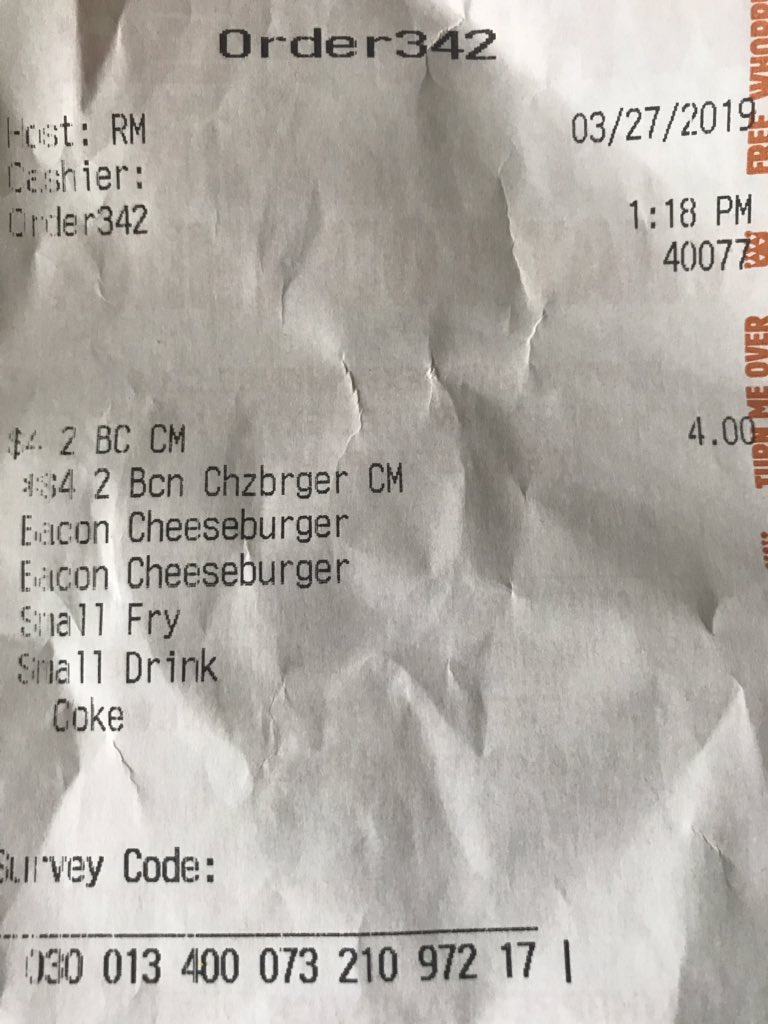 Order342
Host: RM 03/27/2019
Cashier:
Order342 1:18 PM
40077
$4 2 BC CM 4.00
*$4 2 Bcn Chzbrger CM
Bacon Cheeseburger
Bacon Cheeseburger
Small Fry
Small Drink
Coke
Survey Code:
030 013 400 073 210 972 17 |
FREE WHOPP
TURN ME OVER